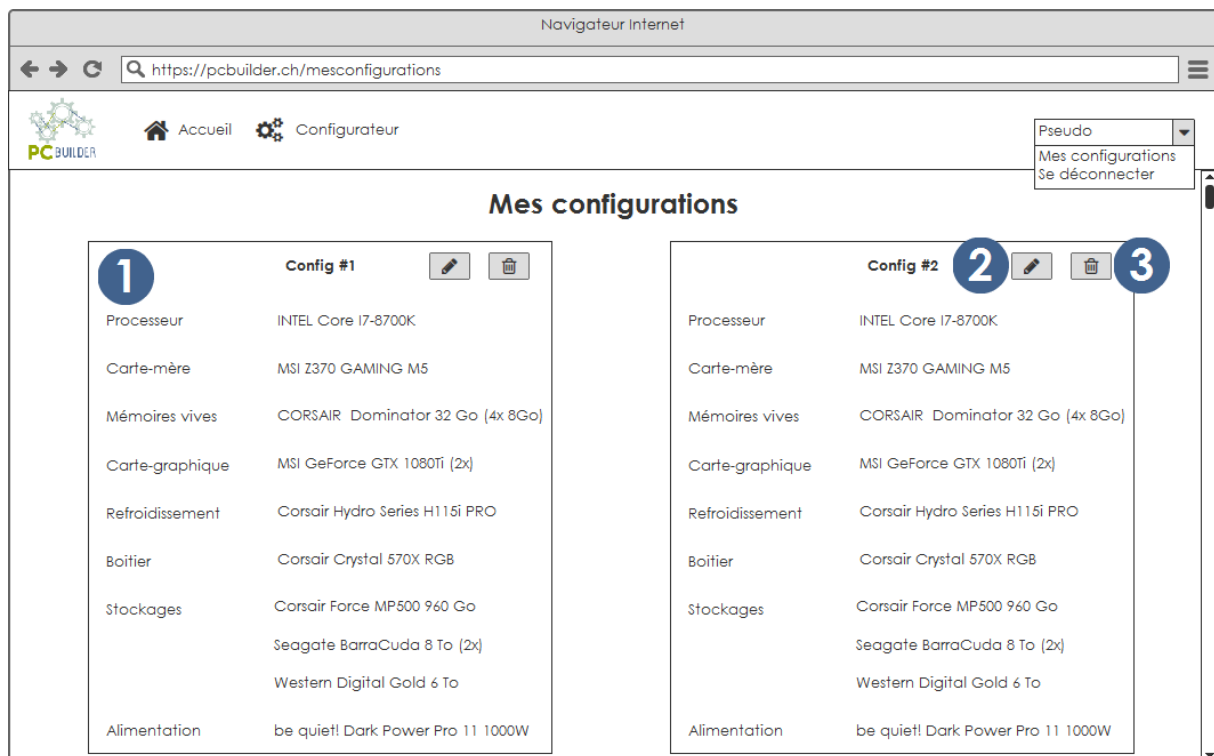 Navigateur Internet
https://pcbuilder.ch/mesconfigurations
PC BUILDER
Accueil
Configurateur
Pseudo
Mes configurations
Se déconnecter
Mes configurations
1
Config #1
Processeur INTEL Core I7-8700K
Carte-mère MSI Z370 GAMING M5
Mémoires vives CORSAIR Dominator 32 Go (4x 8Go)
Carte-graphique MSI GeForce GTX 1080Ti (2x)
Refroidissement Corsair Hydro Series H115i PRO
Boitier Corsair Crystal 570X RGB
Stockages Corsair Force MP500 960 Go
Seagate BarraCuda 8 To (2x)
Western Digital Gold 6 To
Alimentation be quiet! Dark Power Pro 11 1000W
Config #2
2
3
Processeur INTEL Core I7-8700K
Carte-mère MSI Z370 GAMING M5
Mémoires vives CORSAIR Dominator 32 Go (4x 8Go)
Carte-graphique MSI GeForce GTX 1080Ti (2x)
Refroidissement Corsair Hydro Series H115i PRO
Boitier Corsair Crystal 570X RGB
Stockages Corsair Force MP500 960 Go
Seagate BarraCuda 8 To (2x)
Western Digital Gold 6 To
Alimentation be quiet! Dark Power Pro 11 1000W